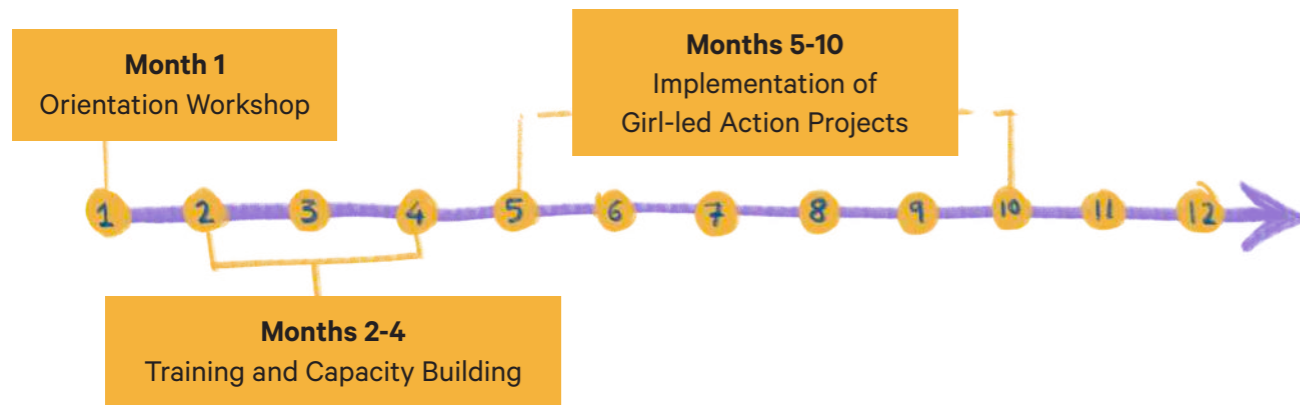 Month 1
Orientation Workshop
Months 5-10
Implementation of
Girl-led Action Projects
1 2 3 4 5 6 7 8 9 10 11 12
Months 2-4
Training and Capacity Building